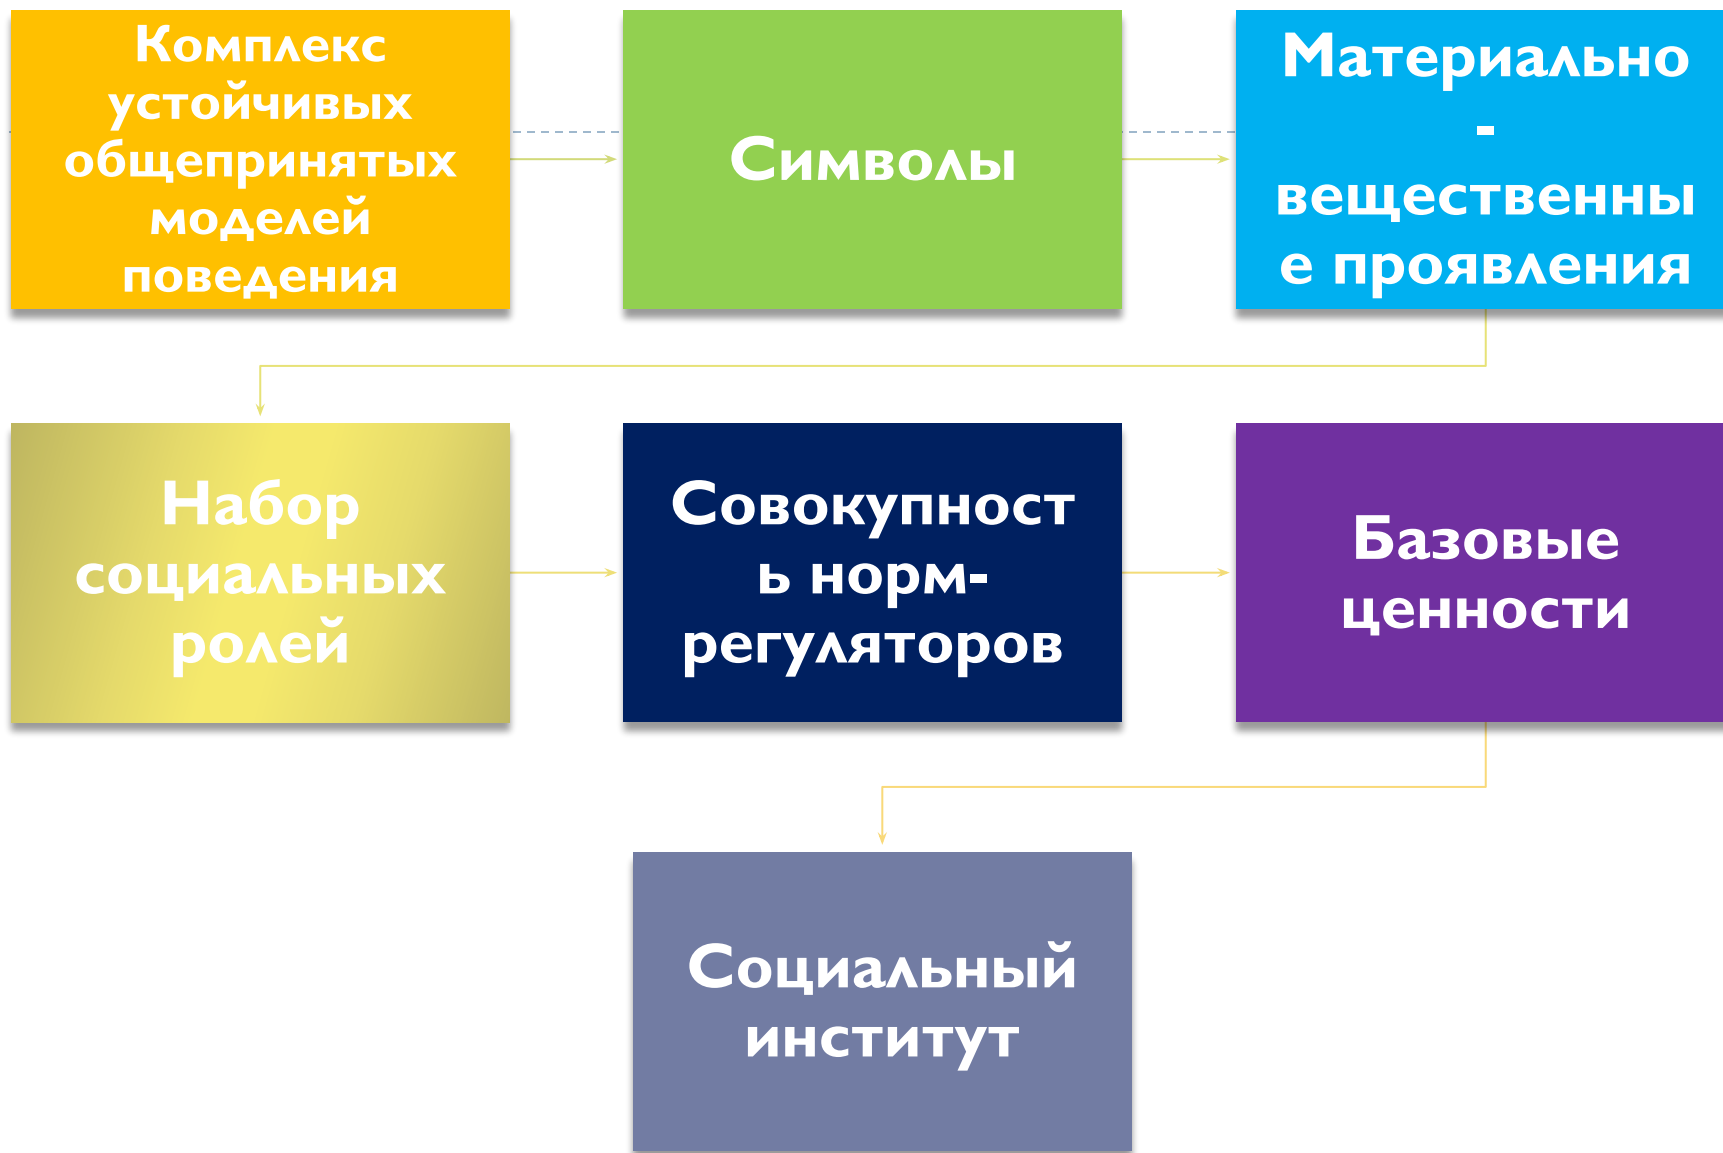 Комплекс
устойчивых
общепринятых
моделей
поведения
Символы
Материально
-
вещественны
е проявления
Набор
социальных
ролей
Совокупност
ь норм-
регуляторов
Базовые
ценности
Социальный
институт